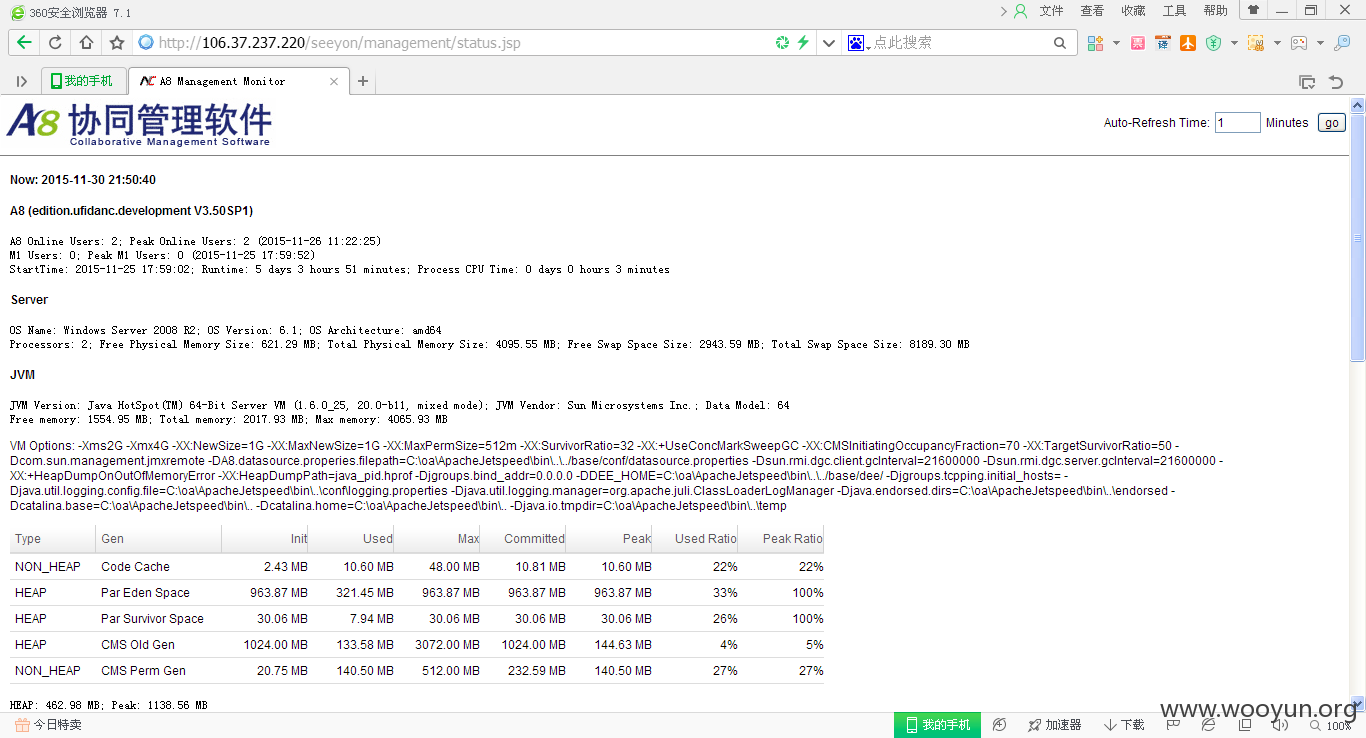 360安全浏览器 7.1
文件 查看 收藏 工具 帮助
http://106.37.237.220/seeyon/management/status.jsp
点此搜索
我的手机
A8 Management Monitor
A8 协同管理软件
Collaborative Management Software
Auto-Refresh Time: 1 Minutes go
Now: 2015-11-30 21:50:40
A8 (edition.ufidanc.development V3.50SP1)
A8 Online Users: 2; Peak Online Users: 2 (2015-11-26 11:22:25)
M1 Users: 0; Peak M1 Users: 0 (2015-11-25 17:59:52)
StartTime: 2015-11-25 17:59:02; Runtime: 5 days 3 hours 51 minutes; Process CPU Time: 0 days 0 hours 3 minutes
Server
OS Name: Windows Server 2008 R2; OS Version: 6.1; OS Architecture: amd64
Processors: 2; Free Physical Memory Size: 621.29 MB; Total Physical Memory Size: 4095.55 MB; Free Swap Space Size: 2943.59 MB; Total Swap Space Size: 8189.30 MB
JVM
JVM Version: Java HotSpot(TM) 64-Bit Server VM (1.6.0_25, 20.0-b11, mixed mode); JVM Vendor: Sun Microsystems Inc.; Data Model: 64
Free memory: 1554.95 MB; Total memory: 2017.93 MB; Max memory: 4065.93 MB
VM Options: -Xms2G -Xmx4G -XX:NewSize=1G -XX:MaxNewSize=1G -XX:MaxPermSize=512m -XX:SurvivorRatio=32 -XX:+UseConcMarkSweepGC -XX:CMSInitiatingOccupancyFraction=70 -XX:TargetSurvivorRatio=50 -
Dcom.sun.management.jmxremote -DA8.datasource.properies.filepath=C:\oa\ApacheJetspeed\bin\..\../base/conf/datasource.properties -Dsun.rmi.dgc.client.gcInterval=21600000 -Dsun.rmi.dgc.server.gcInterval=21600000 -
XX:+HeapDumpOnOutOfMemoryError -XX:HeapDumpPath=java_pid.hprof -Djgroups.bind_addr=0.0.0.0 -DDEE_HOME=C:\oa\ApacheJetspeed\bin\..\../base/dee/ -Djgroups.tcpping.initial_hosts= -
Djava.util.logging.config.file=C:\oa\ApacheJetspeed\bin\..\conf\logging.properties -Djava.util.logging.manager=org.apache.juli.ClassLoaderLogManager -Djava.endorsed.dirs=C:\oa\ApacheJetspeed\bin\..\endorsed -
Dcatalina.base=C:\oa\ApacheJetspeed\bin\.. -Dcatalina.home=C:\oa\ApacheJetspeed\bin\.. -Djava.io.tmpdir=C:\oa\ApacheJetspeed\bin\..\temp
Type Gen Init Used Max Committed Peak Used Ratio Peak Ratio
NON_HEAP Code Cache 2.43 MB 10.60 MB 48.00 MB 10.81 MB 10.60 MB 22% 22%
HEAP Par Eden Space 963.87 MB 321.45 MB 963.87 MB 963.87 MB 963.87 MB 33% 100%
HEAP Par Survivor Space 30.06 MB 7.94 MB 30.06 MB 30.06 MB 30.06 MB 26% 100%
HEAP CMS Old Gen 1024.00 MB 133.58 MB 3072.00 MB 1024.00 MB 144.63 MB 4% 5%
NON_HEAP CMS Perm Gen 20.75 MB 140.50 MB 512.00 MB 232.59 MB 140.50 MB 27% 27%
HEAP: 462.98 MB; Peak: 1138.56 MB
www.wooyun.org
今日特卖 我的手机 加速器 下载 100%